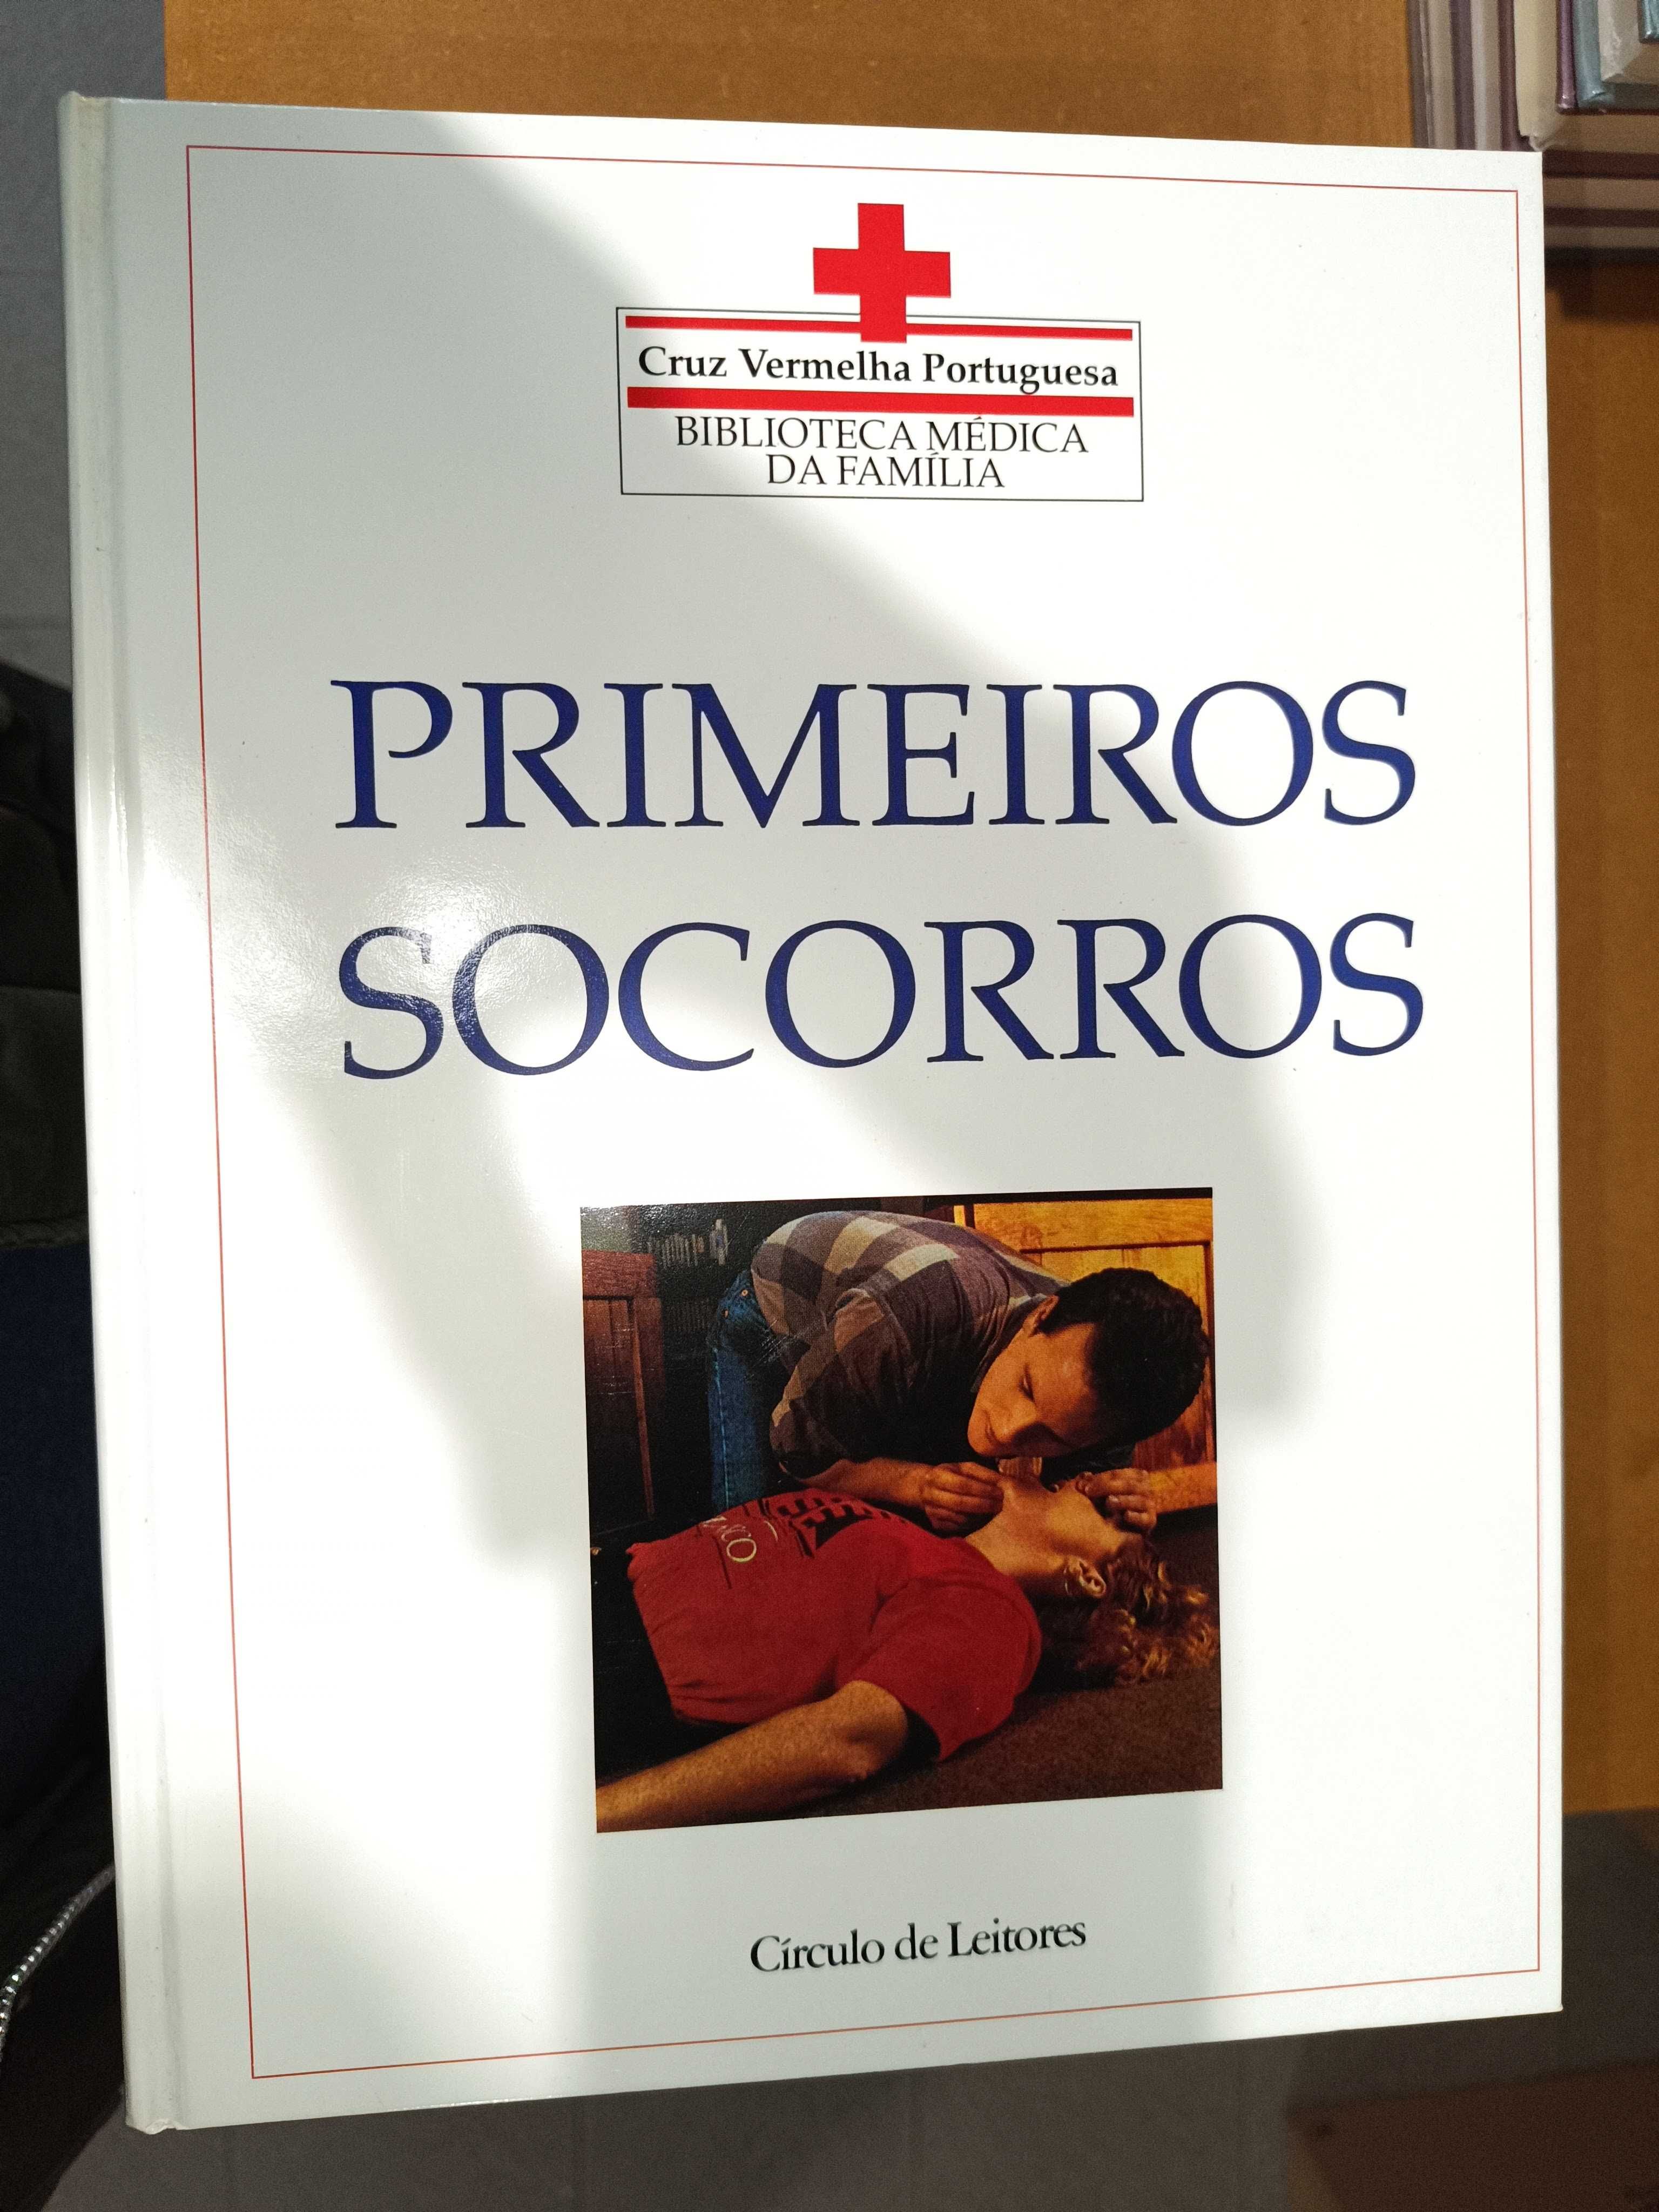 Cruz Vermelha Portuguesa
BIBLIOTECA MÉDICA
DA FAMÍLIA
PRIMEIROS
SOCORROS
Círculo de Leitores